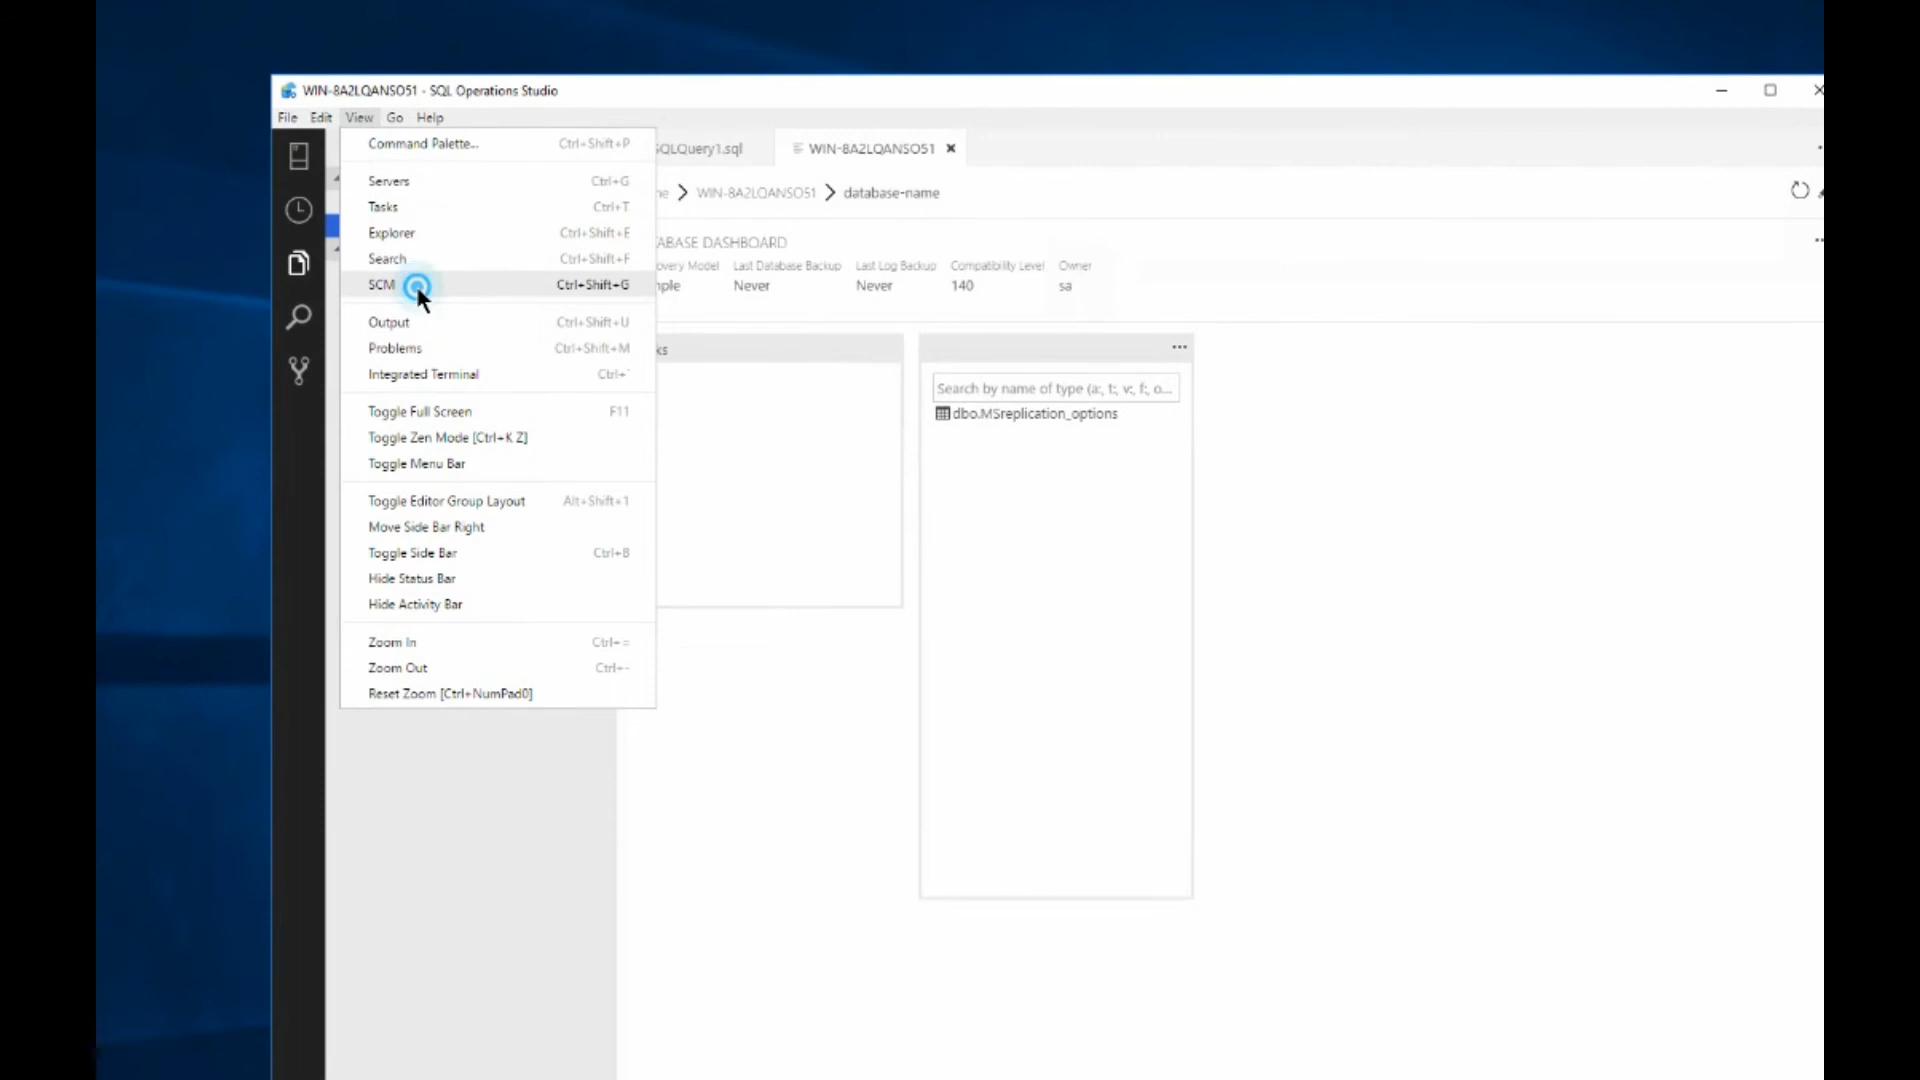 WIN-8A2LQANSO51 - SQL Operations Studio
File Edit View Go Help
Command Palette... Ctrl+Shift+P
SQLQuery1.sql
WIN-8A2LQANSO51
Servers Ctrl+G
WIN-8A2LQANSO51 database-name
Tasks Ctrl+T
Explorer Ctrl+Shift+E
ABASE DASHBOARD
Search Ctrl+Shift+F
overy Model Last Database Backup Last Log Backup Compatibility Level Owner
SCM Ctrl+Shift+G
mple Never Never 140 sa
Output Ctrl+Shift+U
Problems Ctrl+Shift+M
ks
Integrated Terminal Ctrl+`
Search by name of type (a:, t:, v:, f:, o...
Toggle Full Screen F11
dbo.MSreplication_options
Toggle Zen Mode [Ctrl+K Z]
Toggle Menu Bar
Toggle Editor Group Layout Alt+Shift+1
Move Side Bar Right
Toggle Side Bar Ctrl+B
Hide Status Bar
Hide Activity Bar
Zoom In Ctrl+=
Zoom Out Ctrl+-
Reset Zoom [Ctrl+NumPad0]